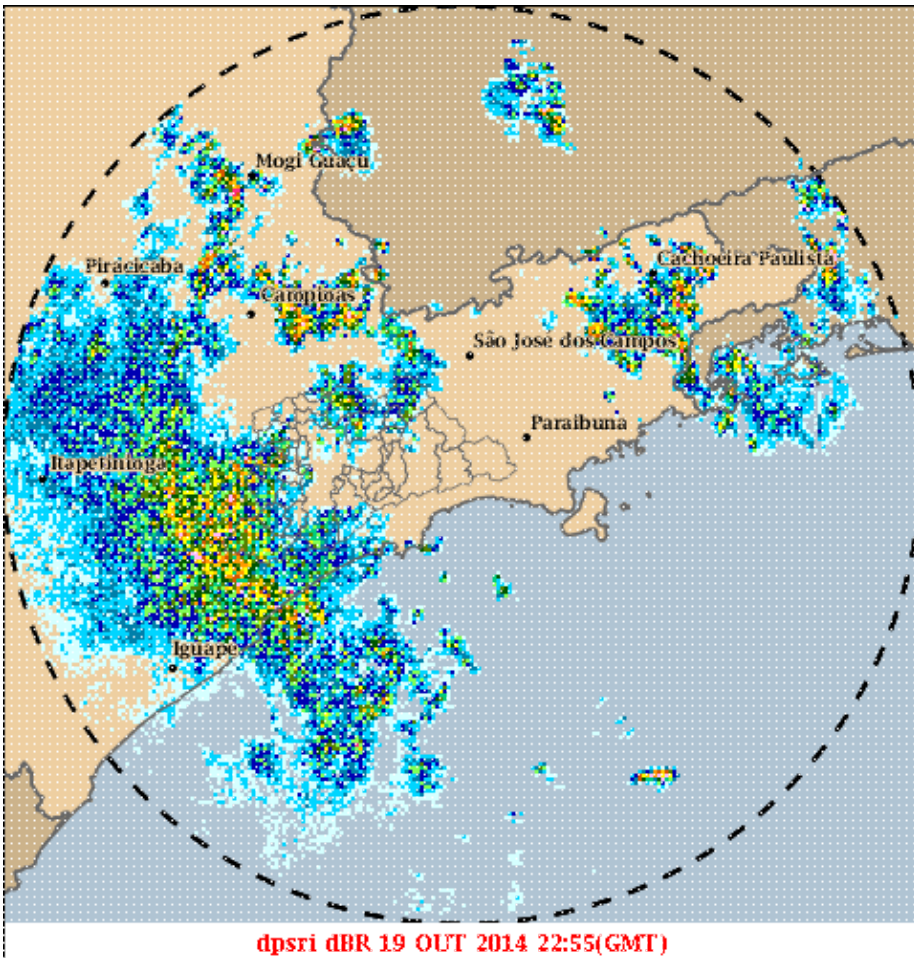 Mogi Guaçu
Cachoeira Paulista
Piracicaba
Campinas
São Jose dos Campos
Paraibuna
Itapetininga
Iguape
dpsri dBR 19 OUT 2014 22:55(GMT)